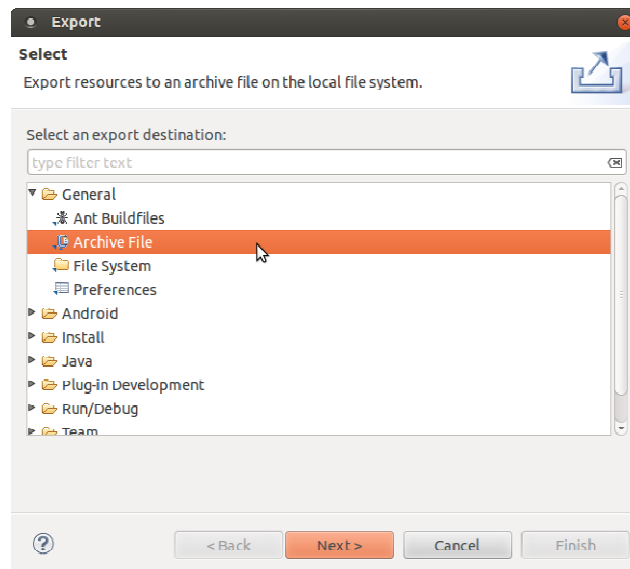 Export
Select
Export resources to an archive file on the local file system.
Select an export destination:
type filter text
General
Ant Buildfiles
Archive File
File System
Preferences
Android
Install
Java
Plug-in Development
Run/Debug
Team
?
< Back
Next >
Cancel
Finish